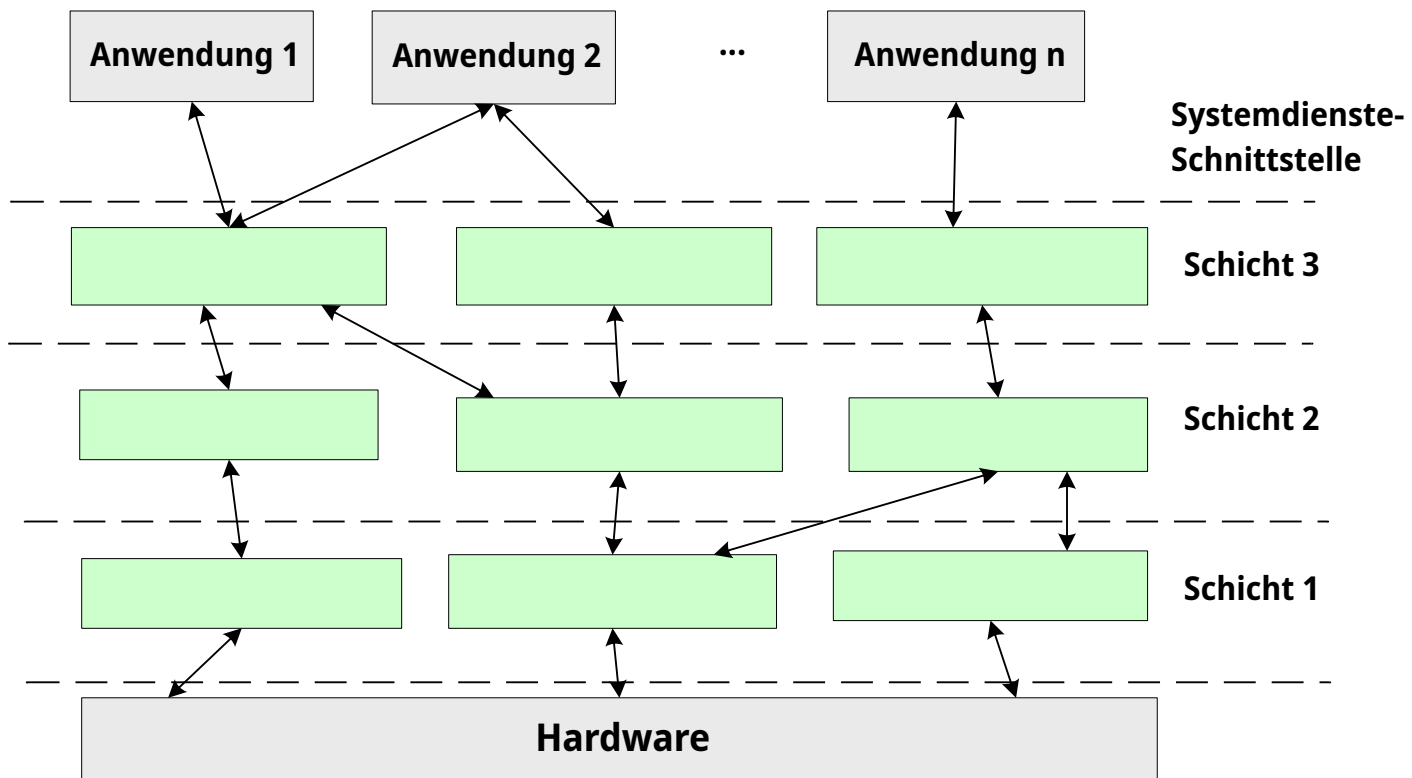 Anwendung 1
Anwendung 2
...
Anwendung n
Systemdienste-
Schnittstelle
Schicht 3
Schicht 2
Schicht 1
Hardware